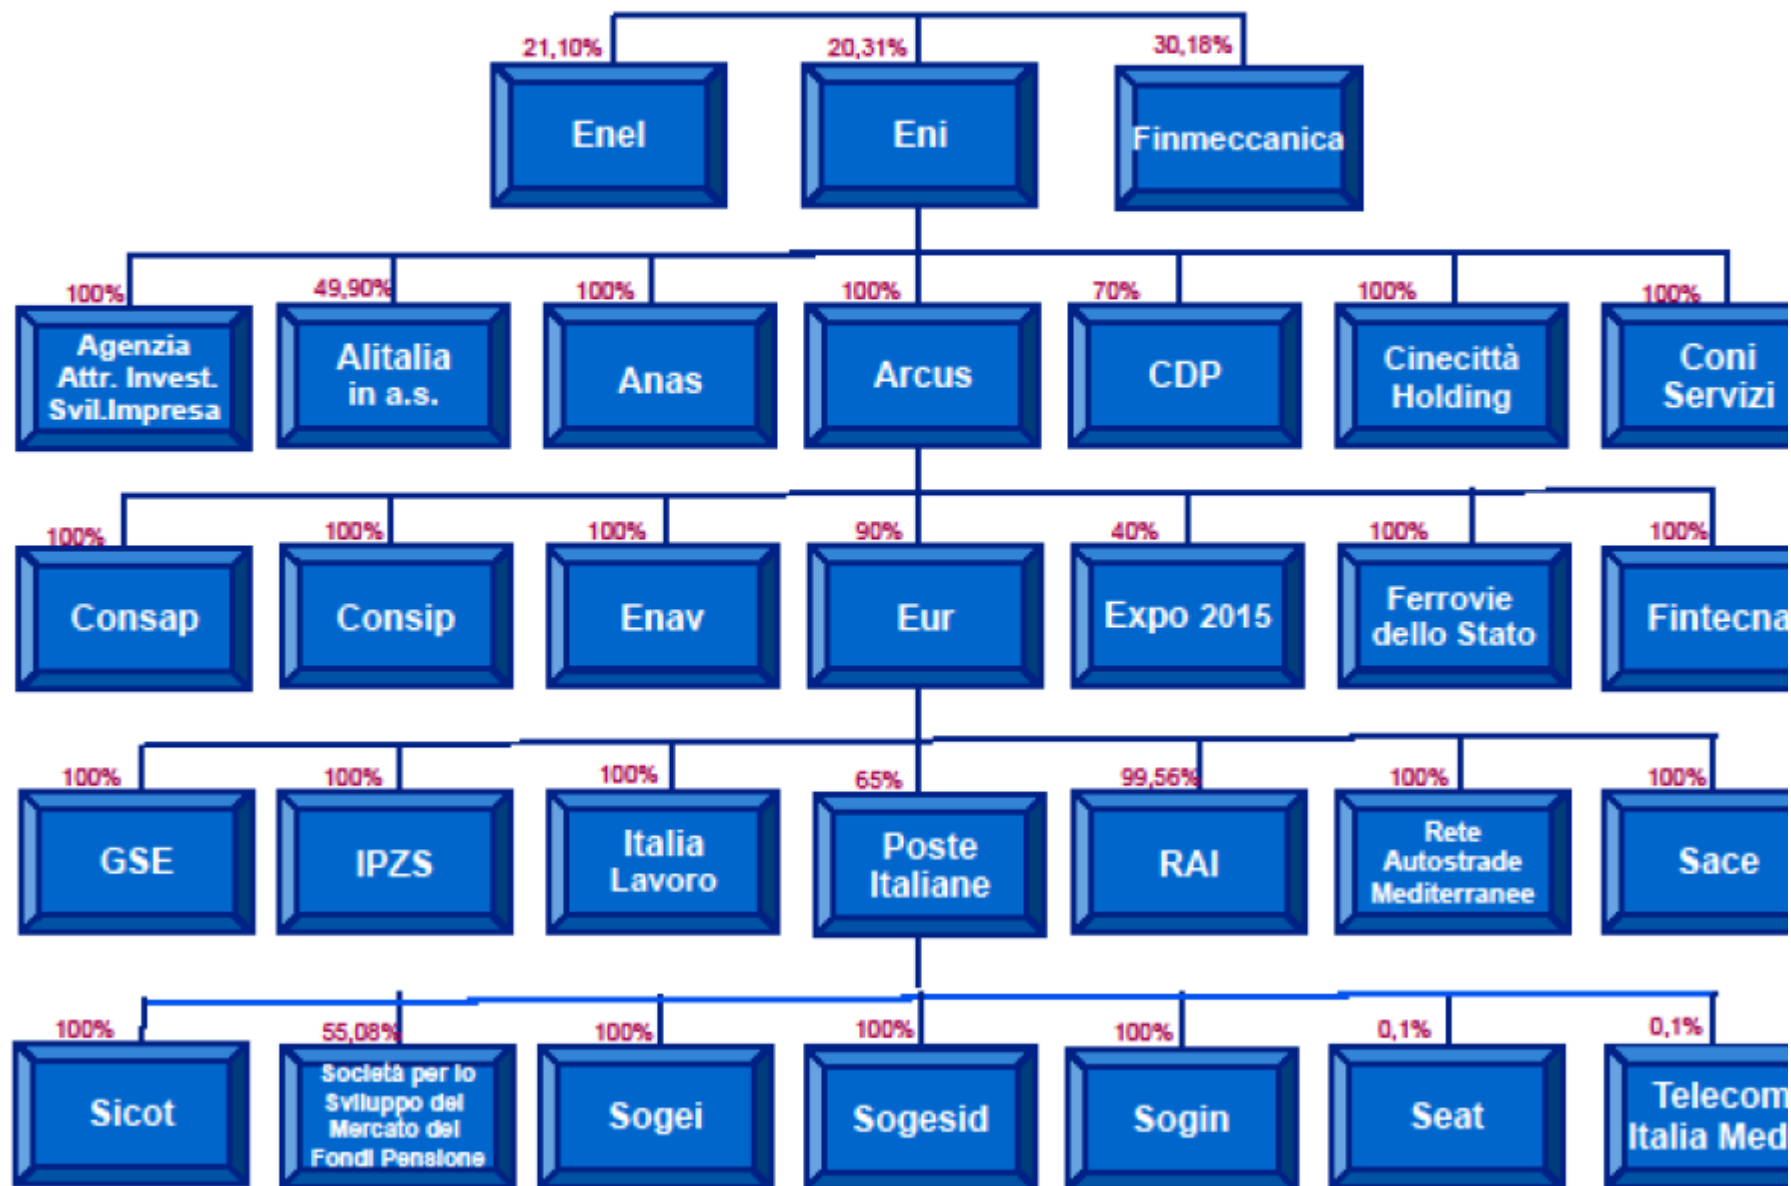 21,10% 20,31% 30,18%
Enel Eni Finmeccanica
100% 49,90% 100% 100% 70% 100% 100%
Agenzia
Attr. Invest.
Svil.Impresa
Alitalia
in a.s.
Anas
Arcus
CDP
Cinecittà
Holding
Coni
Servizi
100% 100% 100% 90% 40% 100% 100%
Consap
Consip
Enav
Eur
Expo 2015
Ferrovie
dello Stato
Fintecna
100% 100% 100% 65% 99,56% 100% 100%
GSE
IPZS
Italia
Lavoro
Poste
Italiane
RAI
Rete
Autostrade
Mediterranee
Sace
100% 55,08% 100% 100% 100% 0,1% 0,1%
Sicot
Società per lo
Sviluppo del
Mercato dei
Fondi Pensione
Sogei
Sogesid
Sogin
Seat
Telecom
Italia Med